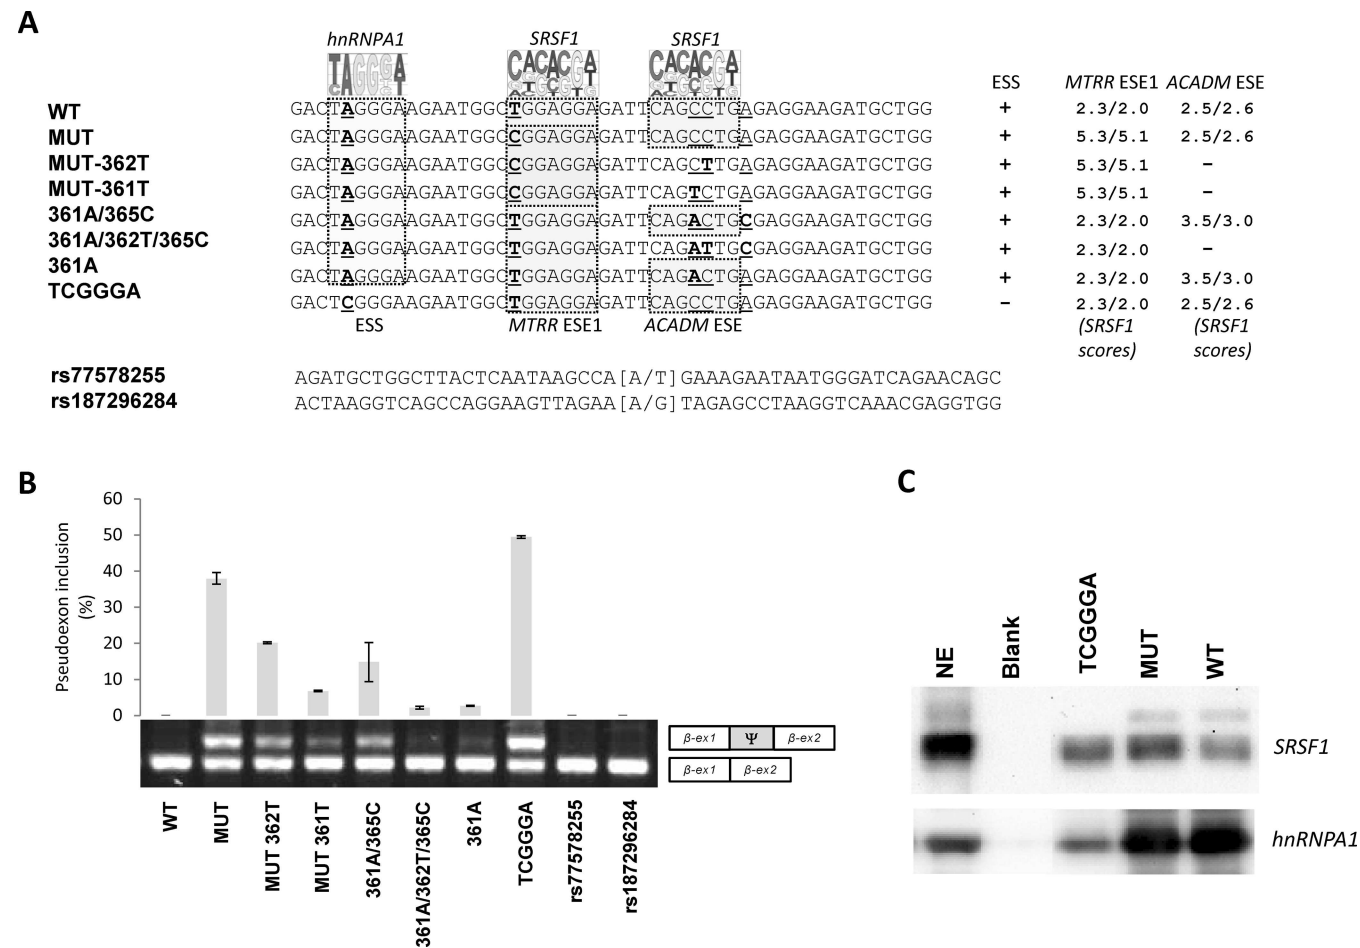 A
hnRNPA1 SRSF1 SRSF1
ESS MTRR ESE1 ACADM ESE
WT GACTAGGGAAGAATGGCTGGAGGAGATTCAGCCTGAGAGGAAGATGCTGG + 2.3/2.0 2.5/2.6
MUT GACTAGGGAAGAATGGCCGGAGGAGATTCAGCCTGAGAGGAAGATGCTGG + 5.3/5.1 2.5/2.6
MUT-362T GACTAGGGAAGAATGGCCGGAGGAGATTCAGCTTGAGAGGAAGATGCTGG + 5.3/5.1 –
MUT-361T GACTAGGGAAGAATGGCCGGAGGAGATTCAGTCTGAGAGGAAGATGCTGG + 5.3/5.1 –
361A/365C GACTAGGGAAGAATGGCTGGAGGAGATTCAGACTGCGAGGAAGATGCTGG + 2.3/2.0 3.5/3.0
361A/362T/365C GACTAGGGAAGAATGGCTGGAGGAGATTCAGATTGCGAGGAAGATGCTGG + 2.3/2.0 –
361A GACTAGGGAAGAATGGCTGGAGGAGATTCAGACTGAGAGGAAGATGCTGG + 2.3/2.0 3.5/3.0
TCGGGA GACTCGGGAAGAATGGCTGGAGGAGATTCAGCCTGAGAGGAAGATGCTGG – 2.3/2.0 2.5/2.6
ESS MTRR ESE1 ACADM ESE (SRSF1 (SRSF1
scores) scores)
rs77578255 AGATGCTGGCTTACTCAATAAGCCA[A/T]GAAAGAATAATGGGATCAGAACAGC
rs187296284 ACTAAGGTCAGCCAGGAAGTTAGAA[A/G]TAGAGCCTAAGGTCAAACGAGGTGG
B
Pseudoexon inclusion
(%)
60
50
40
30
20
10
0
β-ex1 Ψ β-ex2
β-ex1 β-ex2
WT
MUT
MUT 362T
MUT 361T
361A/365C
361A/362T/365C
361A
TCGGGA
rs77578255
rs187296284
C
NE
Blank
TCGGGA
MUT
WT
SRSF1
hnRNPA1